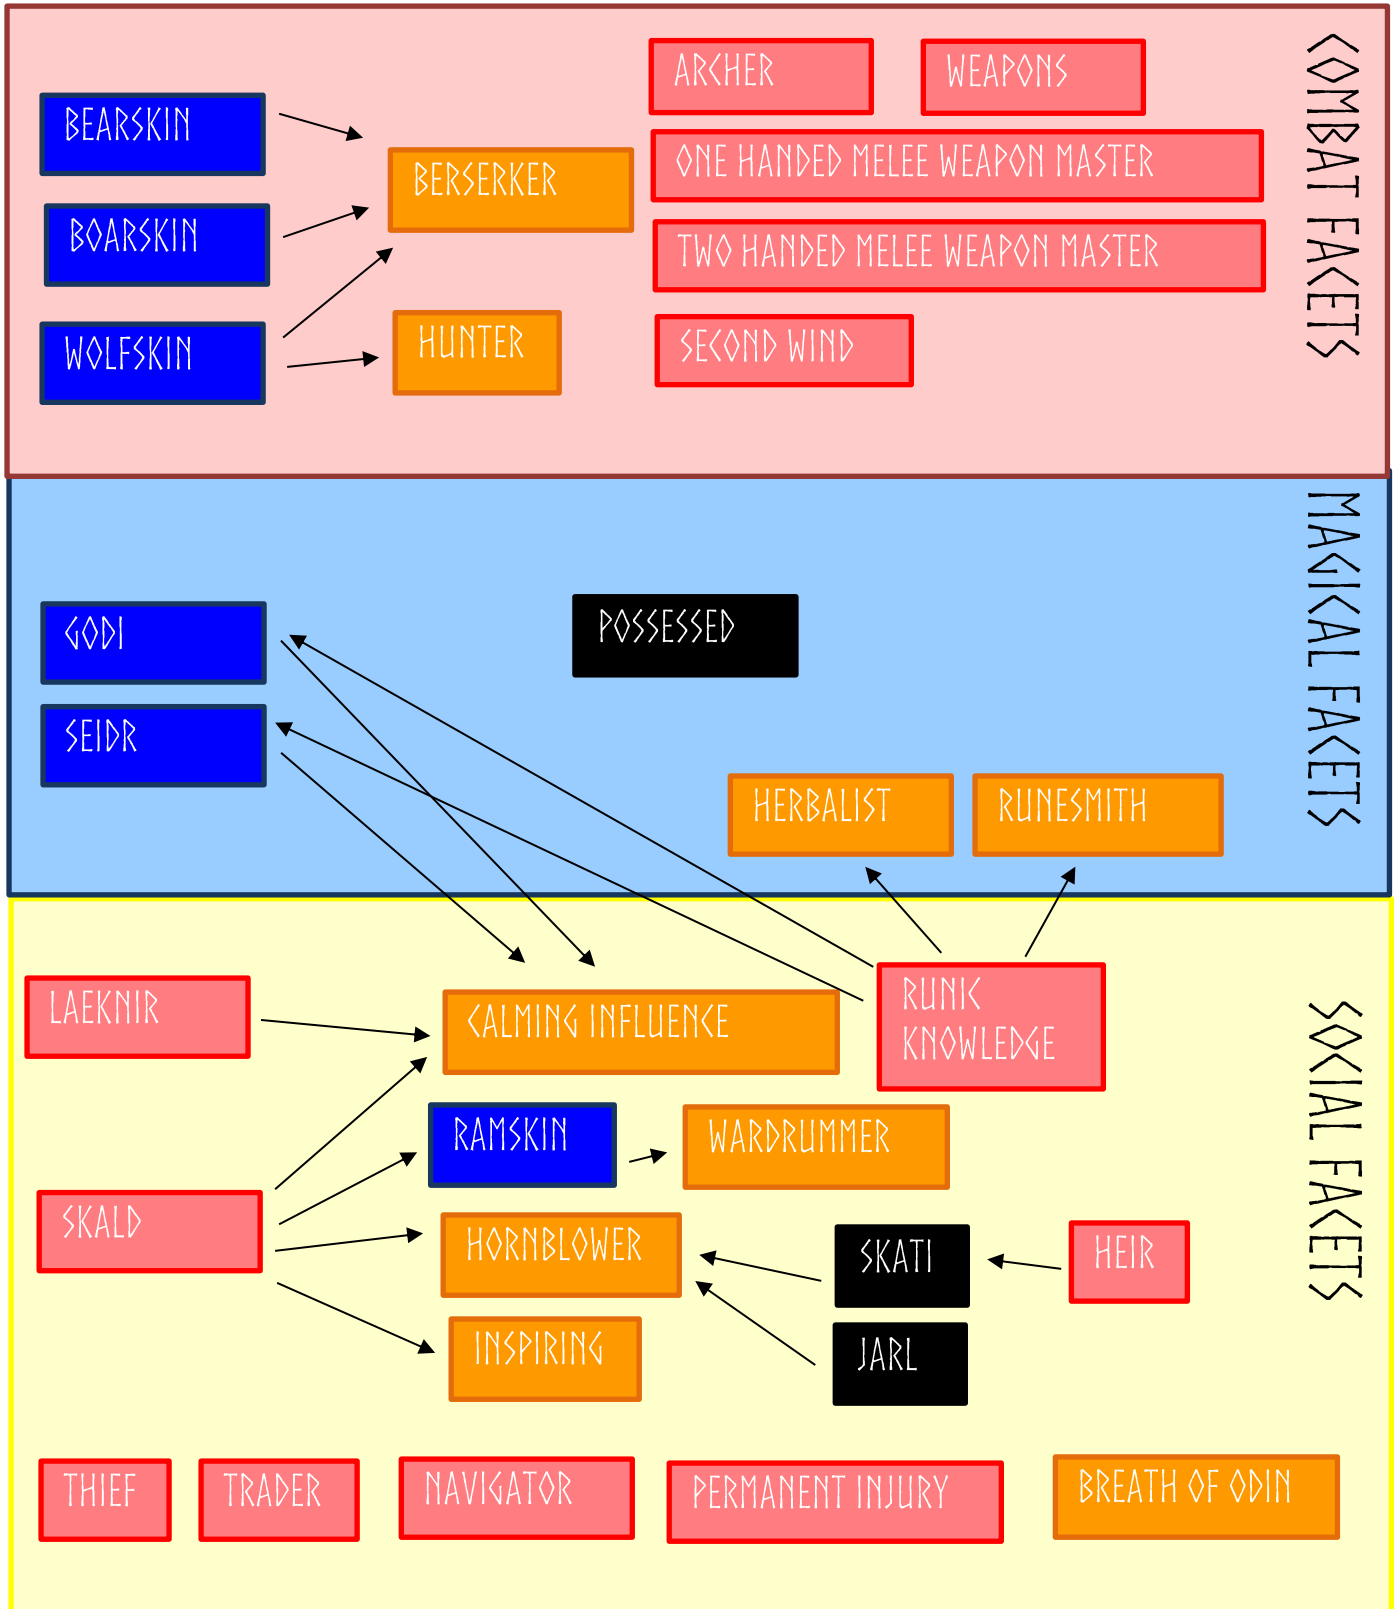 COMBAT FACETS
ARCHER
WEAPONS
BEARSKIN
ONE HANDED MELEE WEAPON MASTER
BERSERKER
BOARSKIN
TWO HANDED MELEE WEAPON MASTER
WOLFSKIN
HUNTER
SECOND WIND
MAGICAL FACETS
GODI
POSSESSED
SEIDR
HERBALIST
RUNESMITH
SOCIAL FACETS
LAEKNIR
CALMING INFLUENCE
RUNIC
KNOWLEDGE
RAMSKIN
WARDRUMMER
SKALD
HORNBLOWER
SKATI
HEIR
INSPIRING
JARL
THIEF
TRADER
NAVIGATOR
PERMANENT INJURY
BREATH OF ODIN